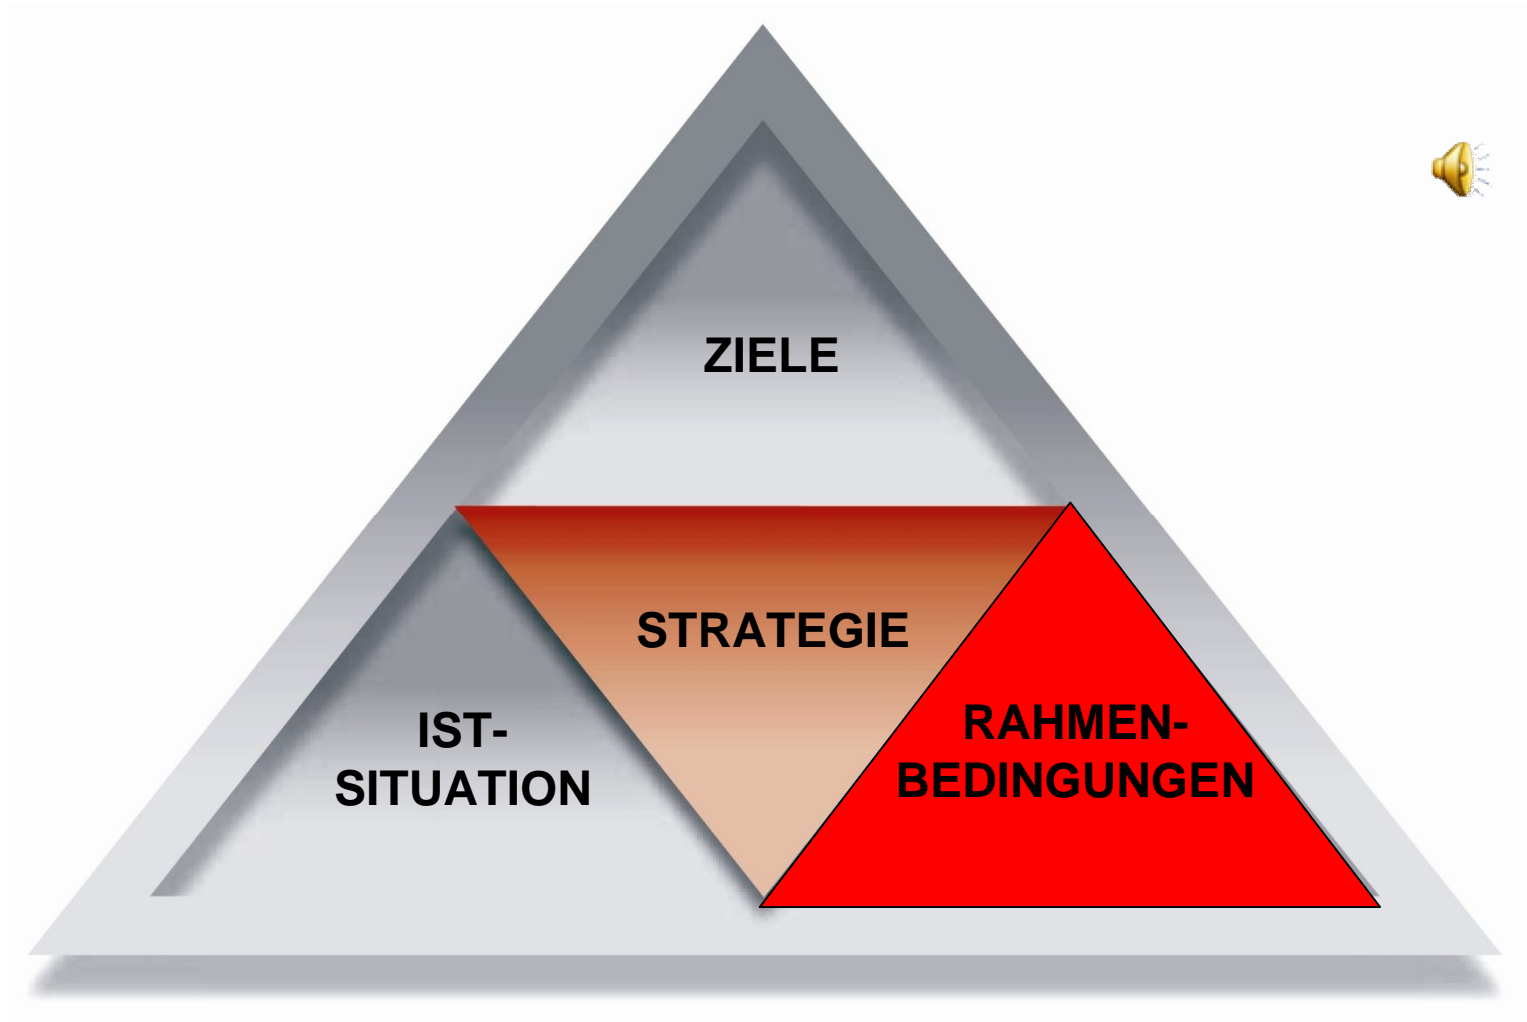 ZIELE
STRATEGIE
IST-
SITUATION
RAHMEN-
BEDINGUNGEN